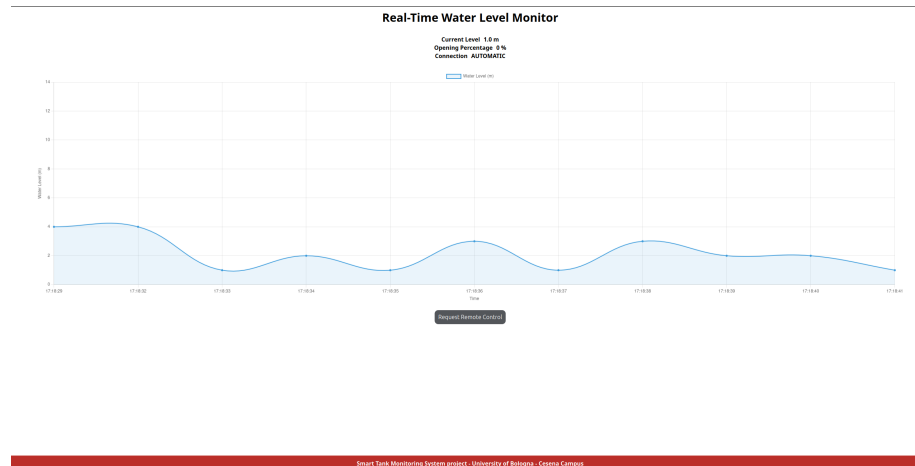 Real-Time Water Level Monitor
Current Level 1.0 m
Opening Percentage 0 %
Connection AUTOMATIC
Water Level (m)
14
12
10
8
6
4
2
0
Water Level (m)
17:18:29 17:18:32 17:18:33 17:18:34 17:18:35 17:18:36 17:18:37 17:18:38 17:18:39 17:18:40 17:18:41
Time
Request Remote Control
Smart Tank Monitoring System project - University of Bologna - Cesena Campus